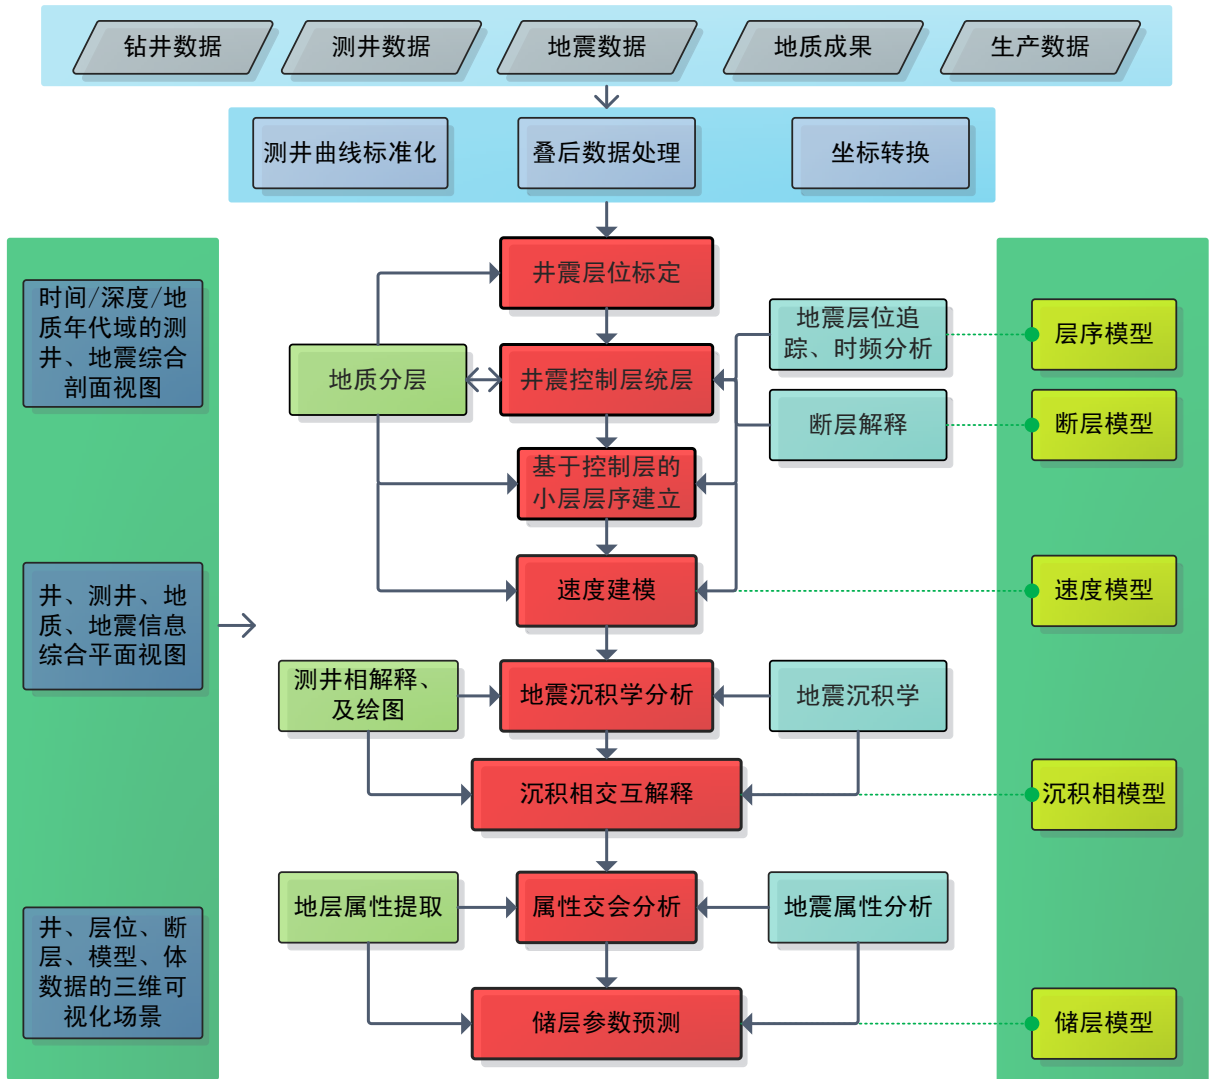 钻井数据
测井数据
地震数据
地质成果
生产数据
测井曲线标准化
叠后数据处理
坐标转换
时间/深度/地
质年代域的测
井、地震综合
剖面视图
井、测井、地
质、地震信息
综合平面视图
井、层位、断
层、模型、体
数据的三维可
视化场景
井震层位标定
地质分层
井震控制层统层
地震层位追
踪、时频分析
断层解释
基于控制层的
小层层序建立
速度建模
测井相解释、
及绘图
地震沉积学分析
地震沉积学
沉积相交互解释
地层属性提取
属性交会分析
地震属性分析
储层参数预测
层序模型
断层模型
速度模型
沉积相模型
储层模型